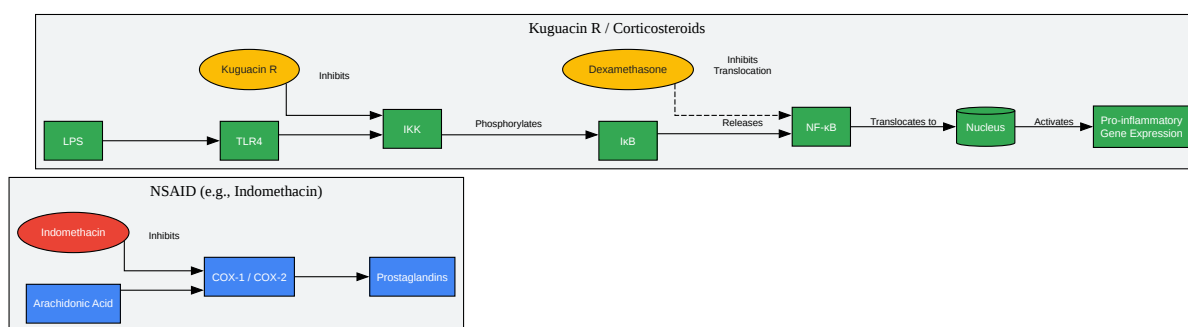 Kuguacin R / Corticosteroids
Kuguacin R
Inhibits
Dexamethasone
Inhibits
Translocation
LPS
TLR4
IKK
Phosphorylates
IκB
Releases
NF-κB
Translocates to
Nucleus
Activates
Pro-inflammatory
Gene Expression
NSAID (e.g., Indomethacin)
Indomethacin
Inhibits
Arachidonic Acid
COX-1 / COX-2
Prostaglandins